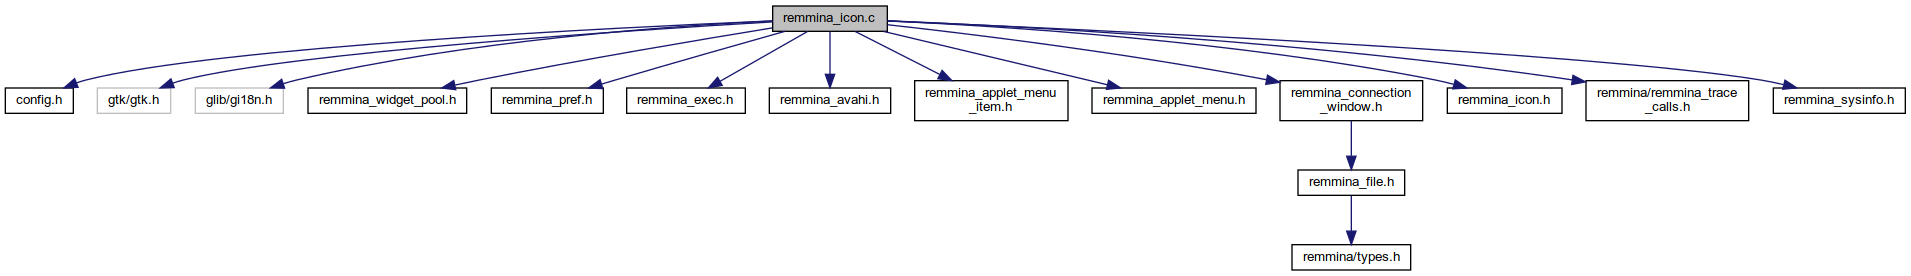 remmina_icon.c
config.h
gtk/gtk.h
glib/gi18n.h
remmina_widget_pool.h
remmina_pref.h
remmina_exec.h
remmina_avahi.h
remmina_applet_menu
_item.h
remmina_applet_menu.h
remmina_connection
_window.h
remmina_icon.h
remmina/remmina_trace
_calls.h
remmina_sysinfo.h
remmina_file.h
remmina/types.h